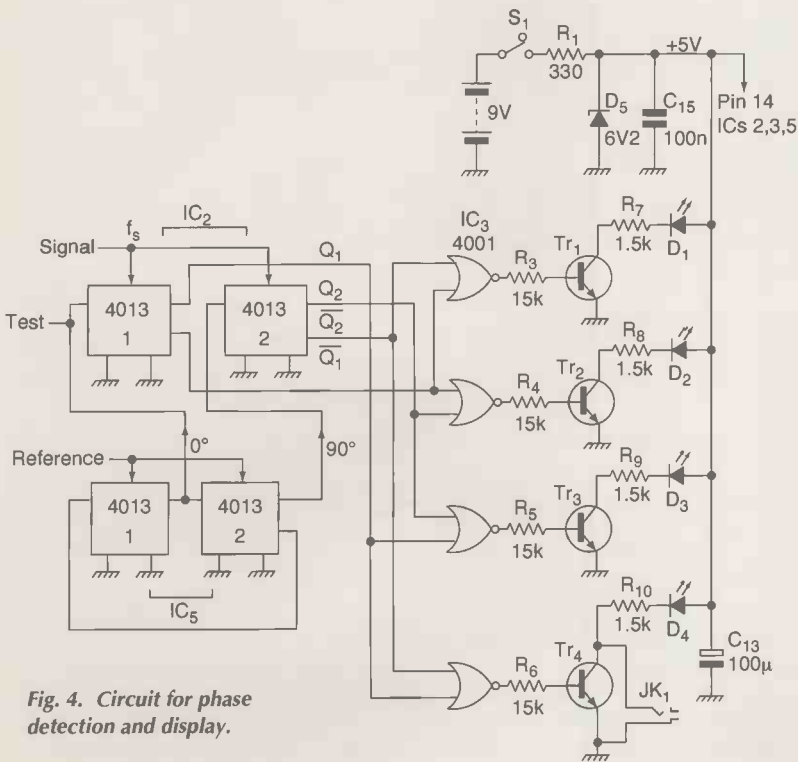 S1
R1
330
+5V
9V
D5
6V2
C15
100n
Pin 14
ICs 2,3,5
IC2
fs
Signal
Q1
IC3
4001
R7
1.5k
D1
R3
15k
Tr1
4013
1
4013
2
Q2
Q̅2̅
Q̅1̅
Test
R8
1.5k
D2
R4
15k
Tr2
Reference
0°
90°
4013
1
4013
2
IC5
R9
1.5k
D3
R5
15k
Tr3
R10
1.5k
D4
C13
100µ
R6
15k
Tr4
JK1
Fig. 4. Circuit for phase
detection and display.